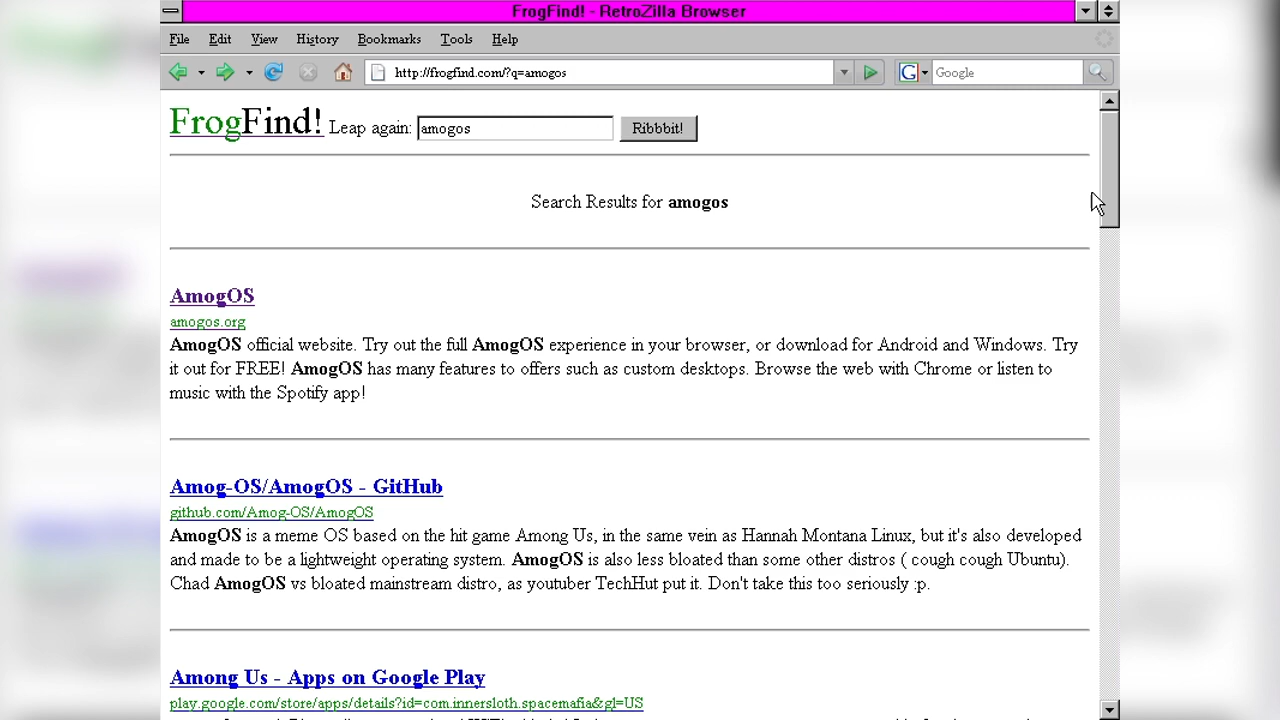 FrogFind! - RetroZilla Browser
File Edit View History Bookmarks Tools Help
http://frogfind.com/?q=amogos G Google
FrogFind! Leap again: amogos Ribbbit!
Search Results for amogos
AmogOS
amogos.org
AmogOS official website. Try out the full AmogOS experience in your browser, or download for Android and Windows. Try
it out for FREE! AmogOS has many features to offers such as custom desktops. Browse the web with Chrome or listen to
music with the Spotify app!
Amog-OS/AmogOS - GitHub
github.com/Amog-OS/AmogOS
AmogOS is a meme OS based on the hit game Among Us, in the same vein as Hannah Montana Linux, but it's also developed
and made to be a lightweight operating system. AmogOS is also less bloated than some other distros ( cough cough Ubuntu).
Chad AmogOS vs bloated mainstream distro, as youtuber TechHut put it. Don't take this too seriously :p.
Among Us - Apps on Google Play
play.google.com/store/apps/details?id=com.innersloth.spacemafia&gl=US